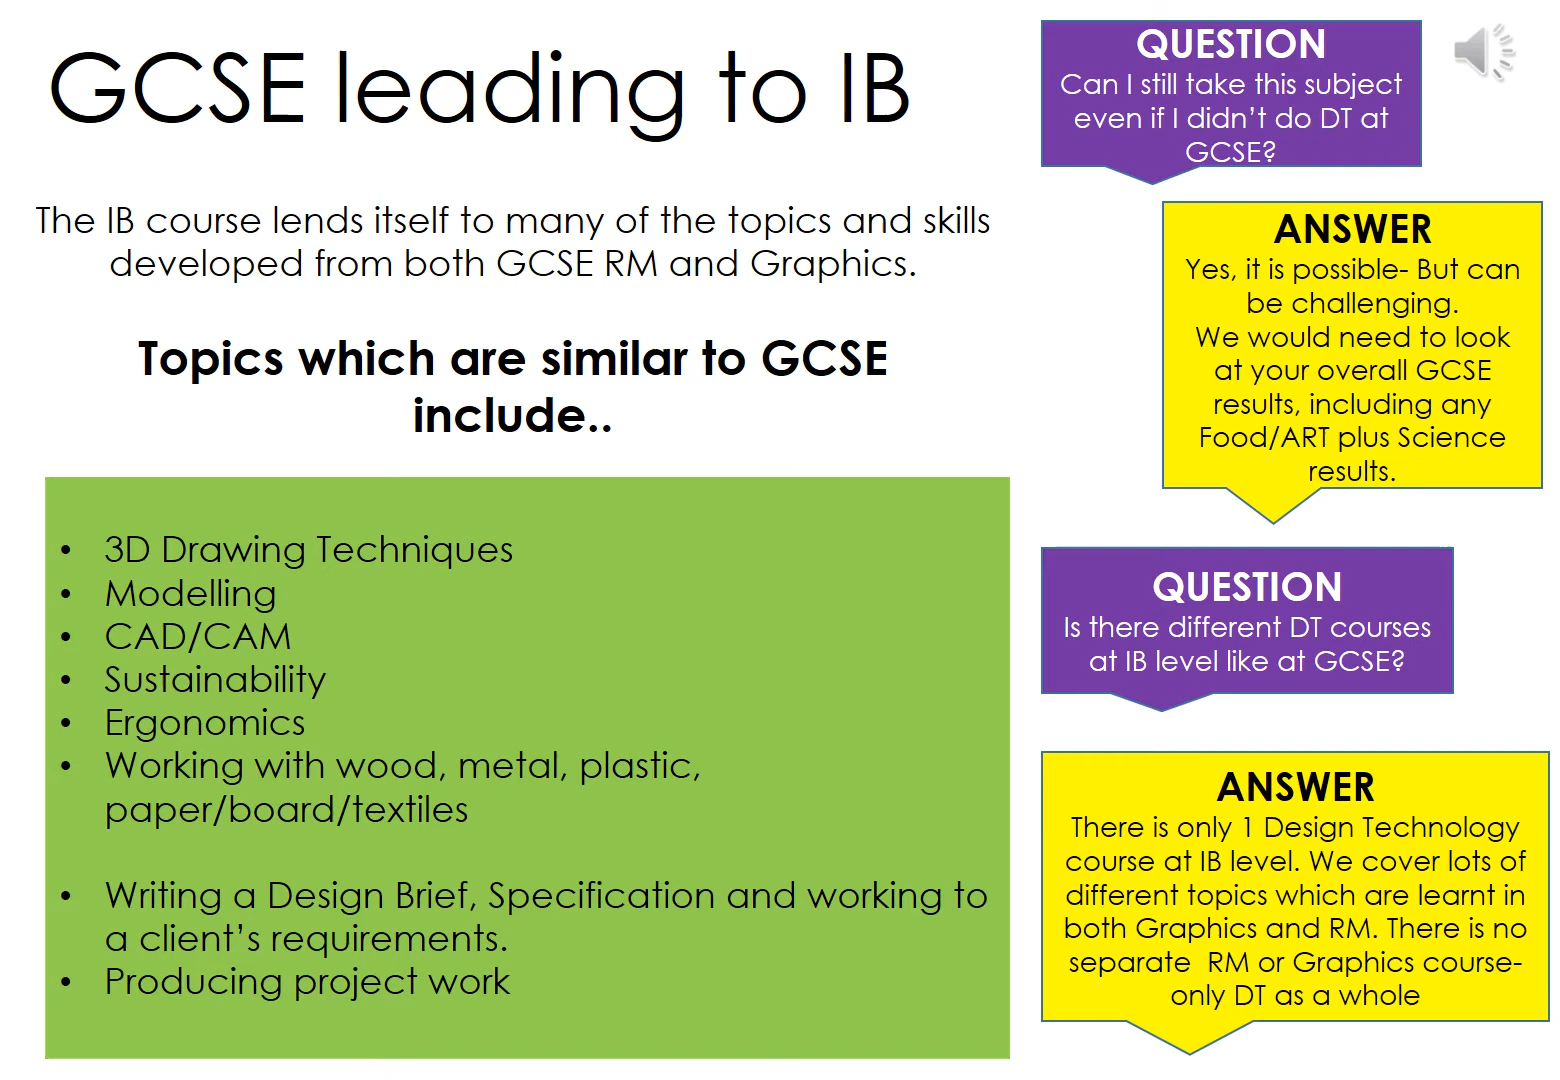 GCSE leading to IB
The IB course lends itself to many of the topics and skills
developed from both GCSE RM and Graphics.
Topics which are similar to GCSE
include..
• 3D Drawing Techniques
• Modelling
• CAD/CAM
• Sustainability
• Ergonomics
• Working with wood, metal, plastic,
paper/board/textiles
• Writing a Design Brief, Specification and working to
a client’s requirements.
• Producing project work
QUESTION
Can I still take this subject
even if I didn’t do DT at
GCSE?
ANSWER
Yes, it is possible- But can
be challenging.
We would need to look
at your overall GCSE
results, including any
Food/ART plus Science
results.
QUESTION
Is there different DT courses
at IB level like at GCSE?
ANSWER
There is only 1 Design Technology
course at IB level. We cover lots of
different topics which are learnt in
both Graphics and RM. There is no
separate  RM or Graphics course-
only DT as a whole